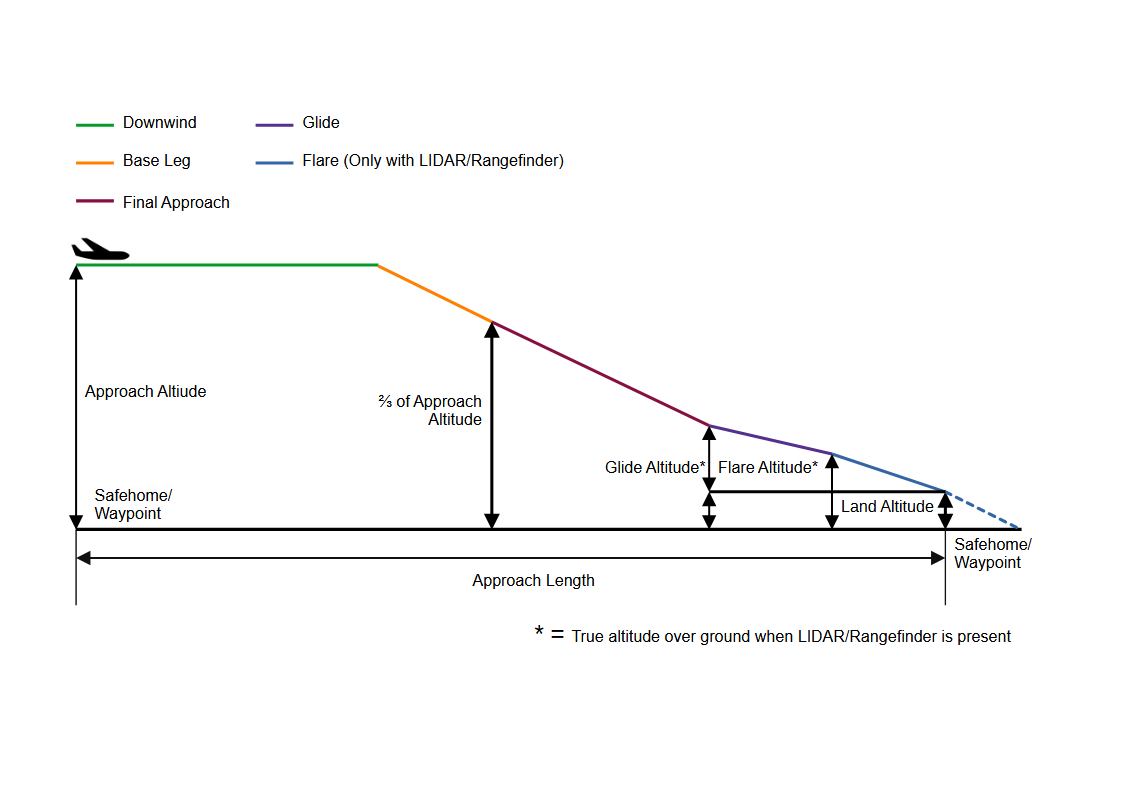 Downwind
Glide
Base Leg
Flare (Only with LIDAR/Rangefinder)
Final Approach
Approach Altiude
⅔ of Approach
Altitude
Glide Altitude*
Flare Altitude*
Safehome/
Waypoint
Land Altitude
Safehome/
Waypoint
Approach Length
* = True altitude over ground when LIDAR/Rangefinder is present